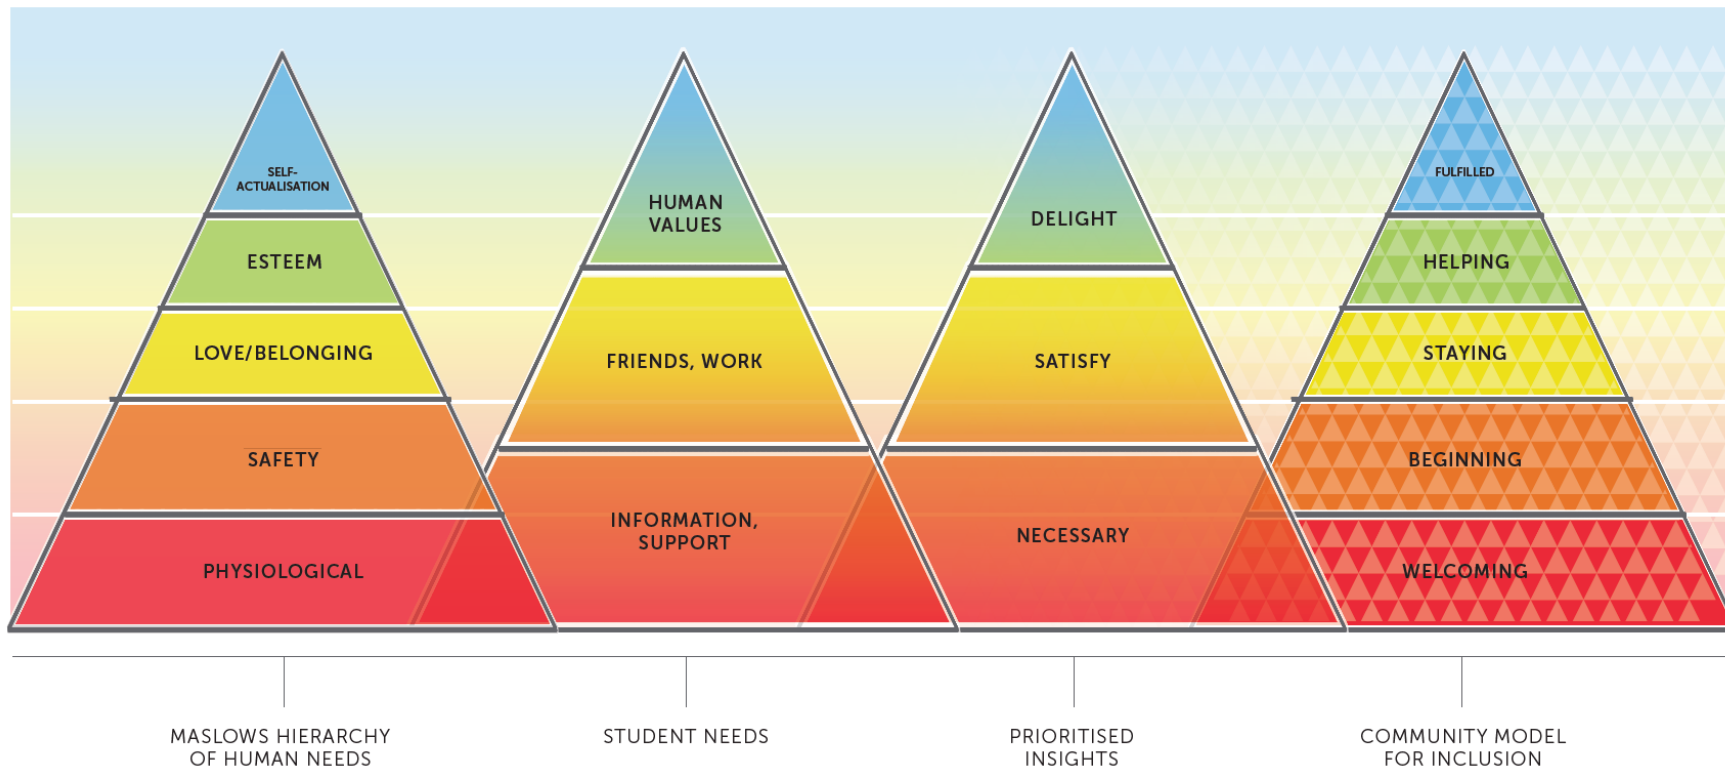 SELF-
ACTUALISATION
ESTEEM
LOVE/BELONGING
SAFETY
PHYSIOLOGICAL
HUMAN
VALUES
FRIENDS, WORK
INFORMATION,
SUPPORT
DELIGHT
SATISFY
NECESSARY
FULFILLED
HELPING
STAYING
BEGINNING
WELCOMING
MASLOWS HIERARCHY
OF HUMAN NEEDS
STUDENT NEEDS
PRIORITISED
INSIGHTS
COMMUNITY MODEL
FOR INCLUSION